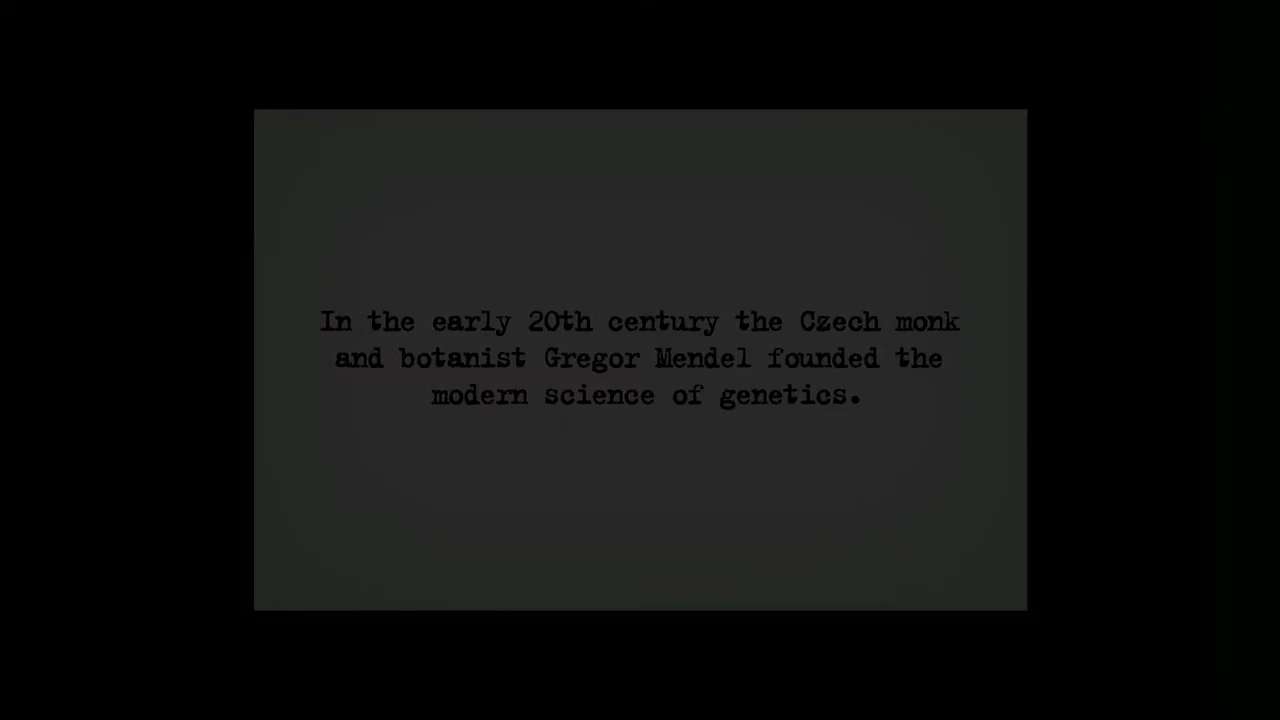 In the early 20th century the Czech monk
and botanist Gregor Mendel founded the
modern science of genetics.